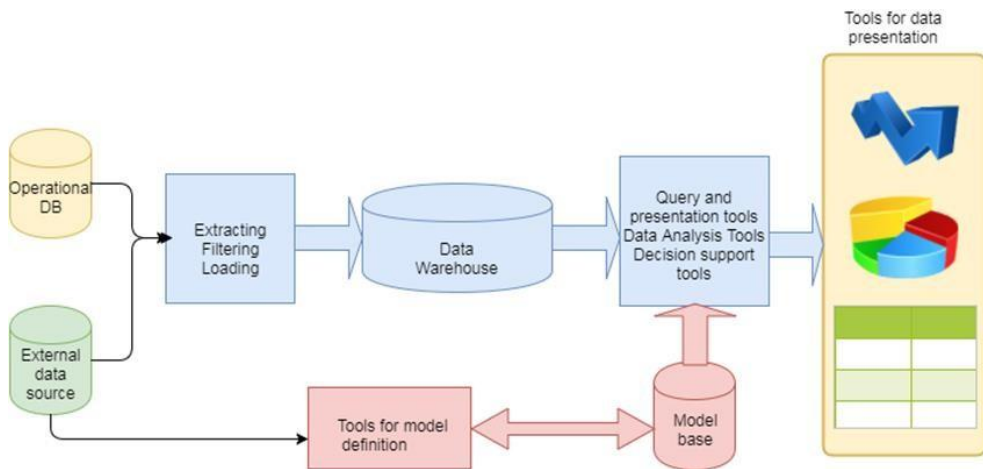 Tools for data
presentation
Operational
DB
Extracting
Filtering
Loading
Data
Warehouse
Query and
presentation tools
Data Analysis Tools
Decision support
tools
External
data
source
Tools for model
definition
Model
base